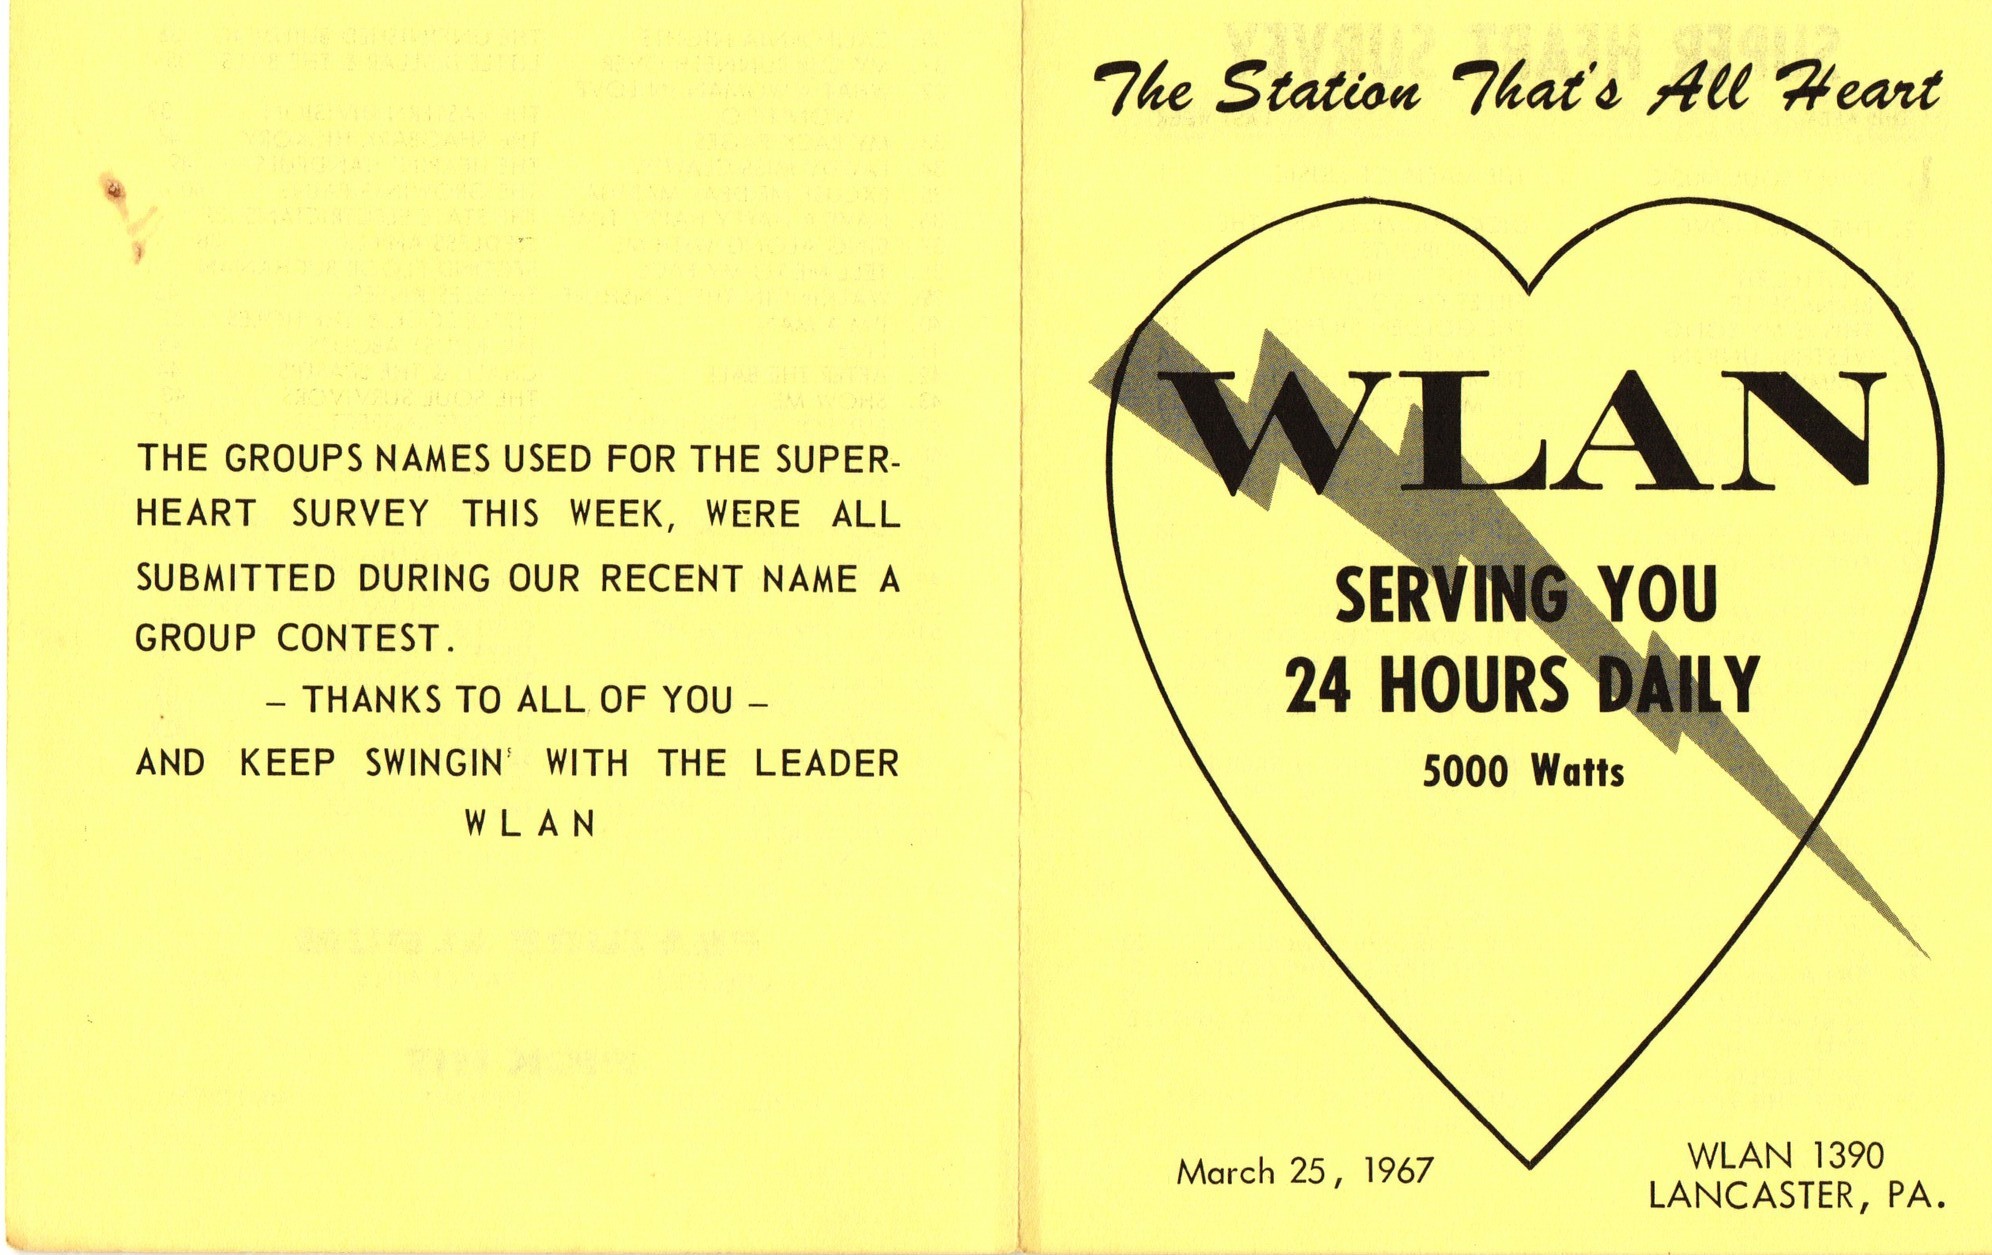 THE GROUPS NAMES USED FOR THE SUPER-
HEART SURVEY THIS WEEK, WERE ALL
SUBMITTED DURING OUR RECENT NAME A
GROUP CONTEST.
– THANKS TO ALL OF YOU –
AND KEEP SWINGIN' WITH THE LEADER
W L A N
The Station That's All Heart
WLAN
SERVING YOU
24 HOURS DAILY
5000 Watts
March 25, 1967
WLAN 1390
LANCASTER, PA.